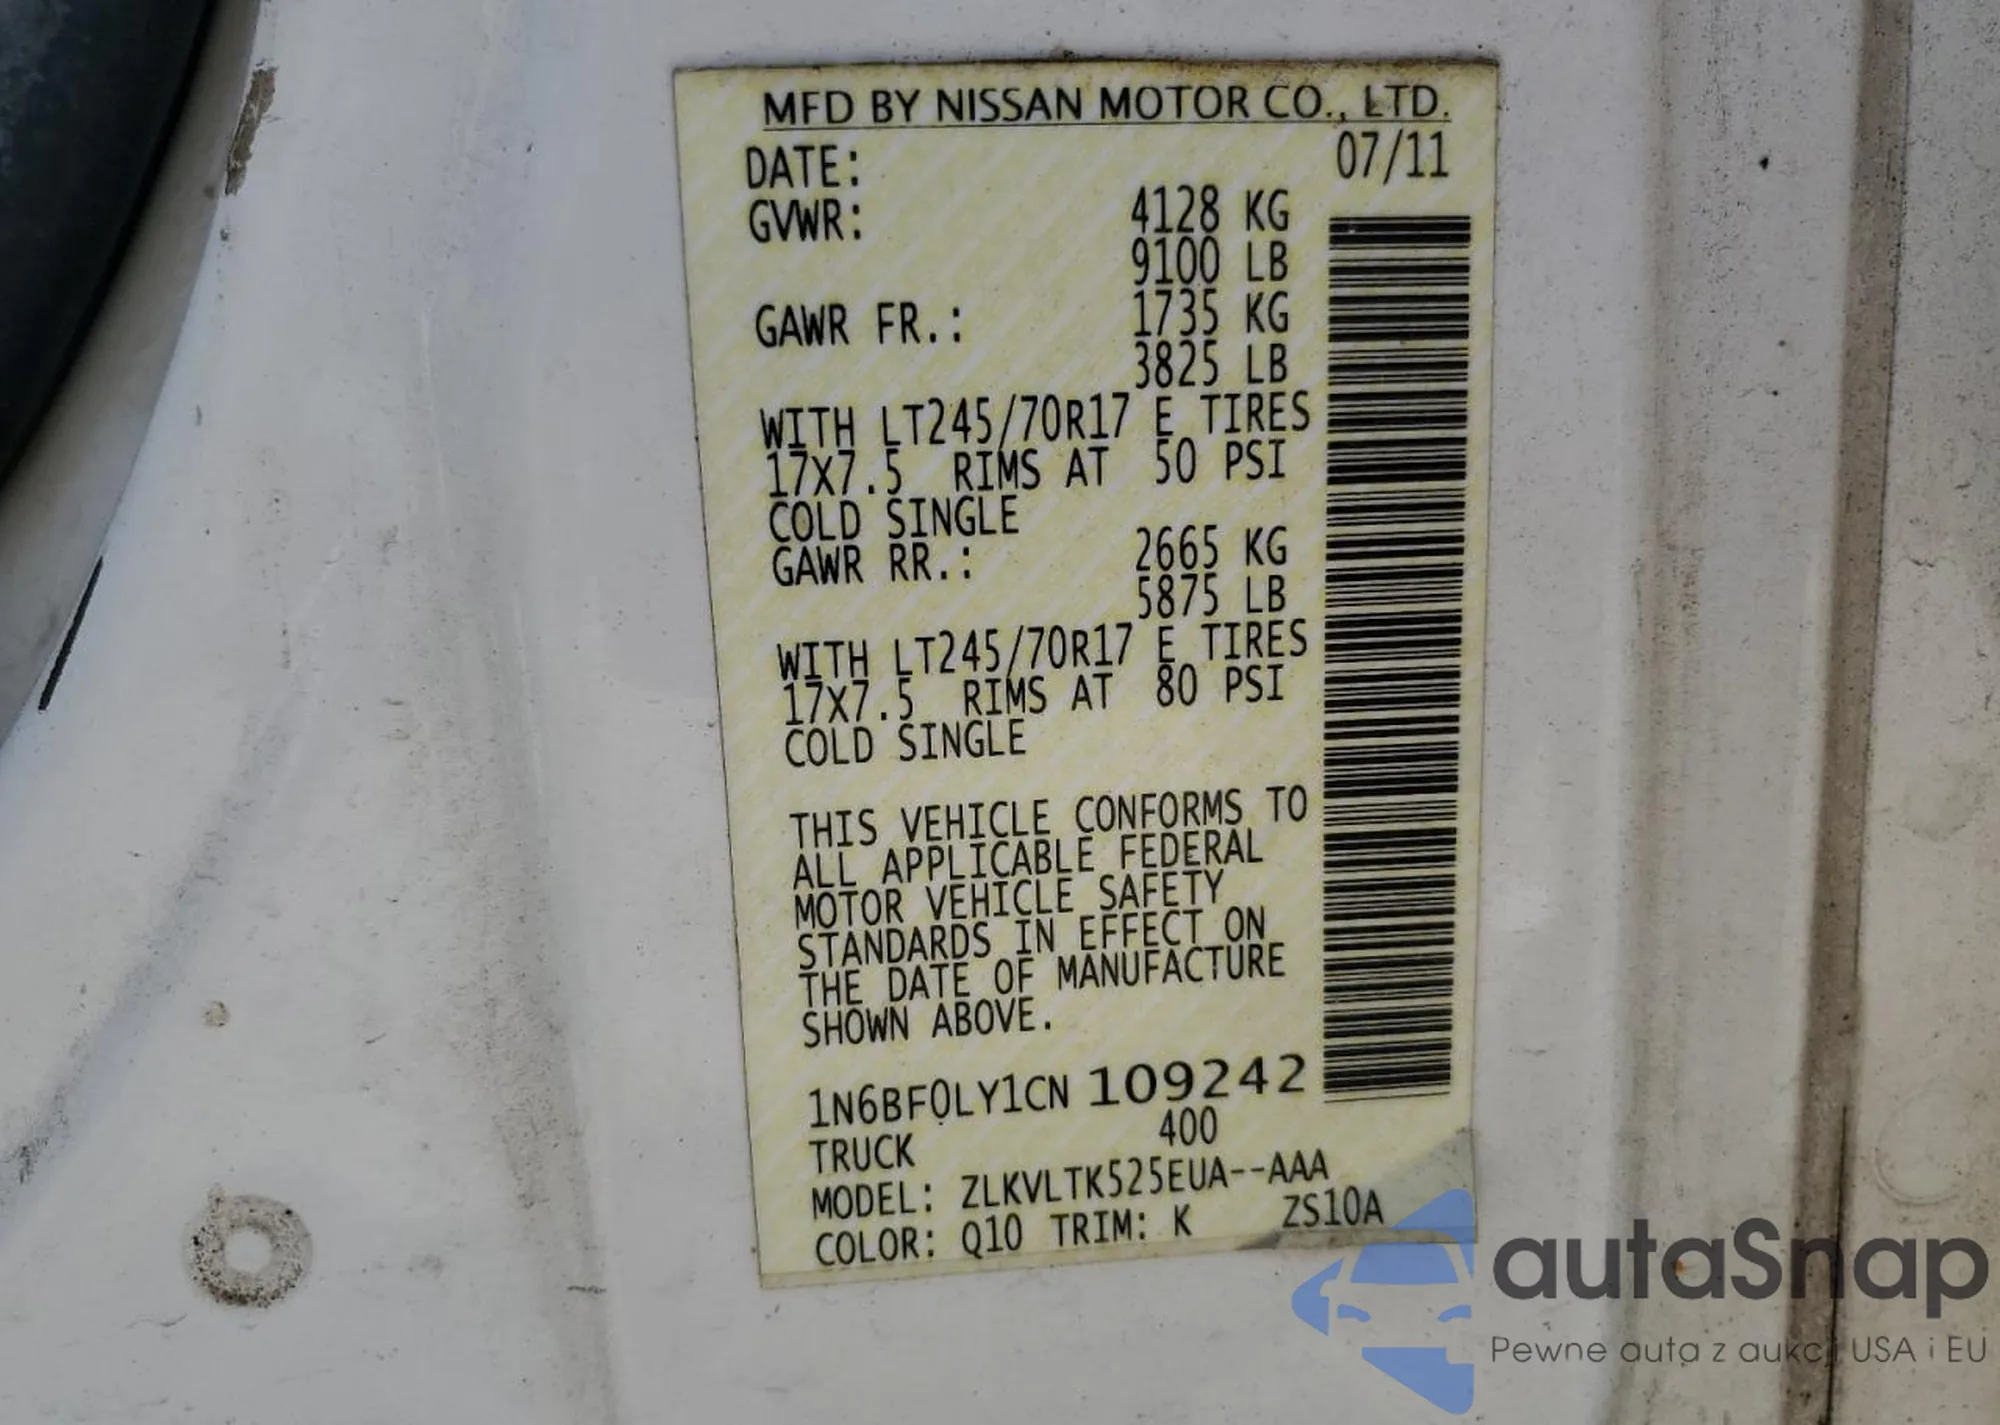 MFD BY NISSAN MOTOR CO., LTD.
DATE: 07/11
GVWR: 4128 KG
9100 LB
GAWR FR.: 1735 KG
3825 LB
WITH LT245/70R17 E TIRES
17X7.5 RIMS AT 50 PSI
COLD SINGLE
GAWR RR.: 2665 KG
5875 LB
WITH LT245/70R17 E TIRES
17X7.5 RIMS AT 80 PSI
COLD SINGLE
THIS VEHICLE CONFORMS TO
ALL APPLICABLE FEDERAL
MOTOR VEHICLE SAFETY
STANDARDS IN EFFECT ON
THE DATE OF MANUFACTURE
SHOWN ABOVE.
1N6BF0LY1CN 109242
TRUCK 400
MODEL: ZLKVLTK525EUA--AAA
COLOR: Q10 TRIM: K ZS10A
autaSnap
Pewne auta z aukcji USA i EU